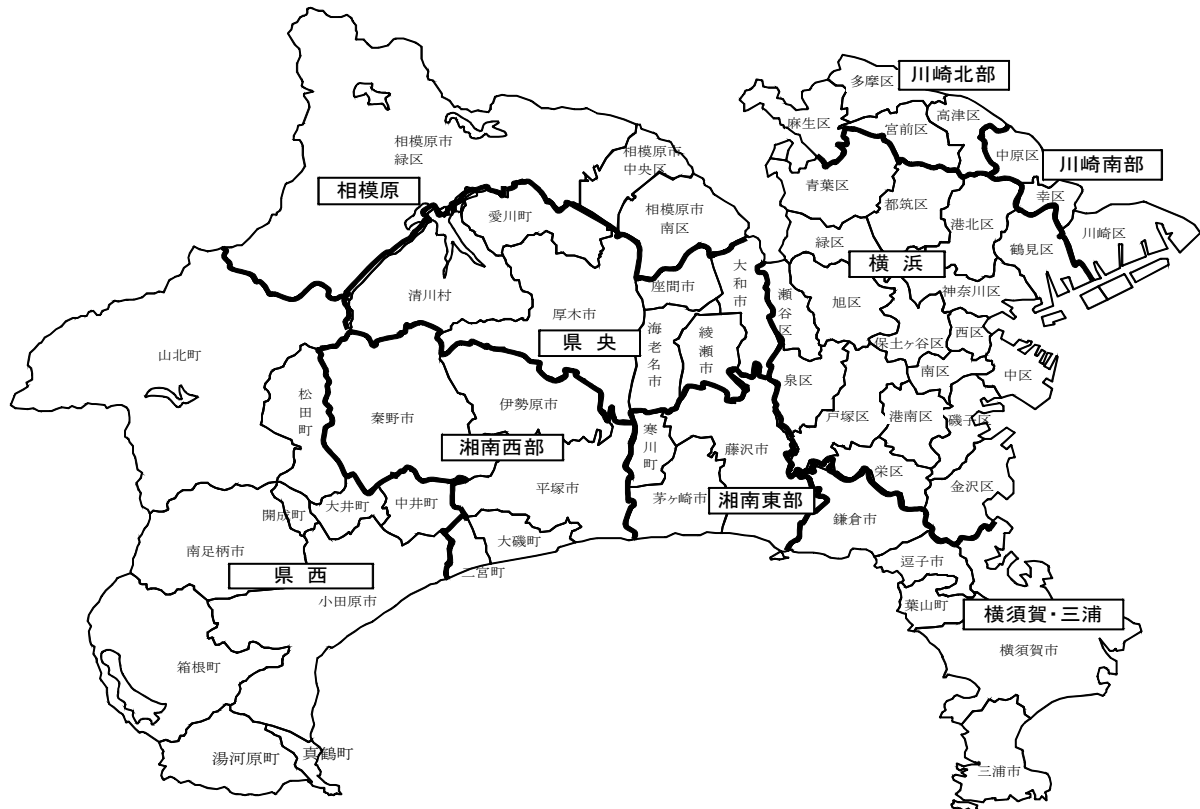 多摩区
川崎北部
麻生区
宮前区
高津区
中原区
川崎南部
幸区
川崎区
相模原市
緑区
相模原市
中央区
相模原
相模原市
南区
愛川町
青葉区
都筑区
港北区
鶴見区
緑区
横浜
神奈川区
大和市
座間市
瀬谷区
旭区
保土ヶ谷区
西区
清川村
厚木市
県央
海老名市
綾瀬市
泉区
南区
中区
山北町
松田町
秦野市
伊勢原市
戸塚区
港南区
磯子区
湘南西部
寒川町
藤沢市
栄区
金沢区
平塚市
茅ヶ崎市
湘南東部
鎌倉市
開成町
大井町
中井町
大磯町
二宮町
南足柄市
県西
小田原市
逗子市
葉山町
横須賀・三浦
横須賀市
箱根町
湯河原町
真鶴町
三浦市